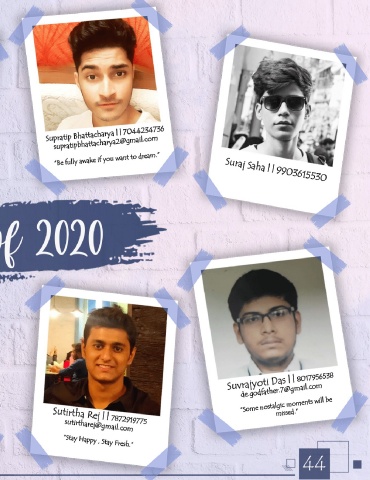 Supratip Bhattacharya || 7044234736
supratipbhattacharya2@gmail.com
"Be fully awake if you want to dream."
Suraj Saha || 9903615530
of 2020
Sutirtha Rej || 7872919775
sutirtharej@gmail.com
"Stay Happy , Stay Fresh."
Suvrajyoti Das || 8017956538
de.go4father.7@gmail.com
"Some nostalgic moments will be
missed."
44